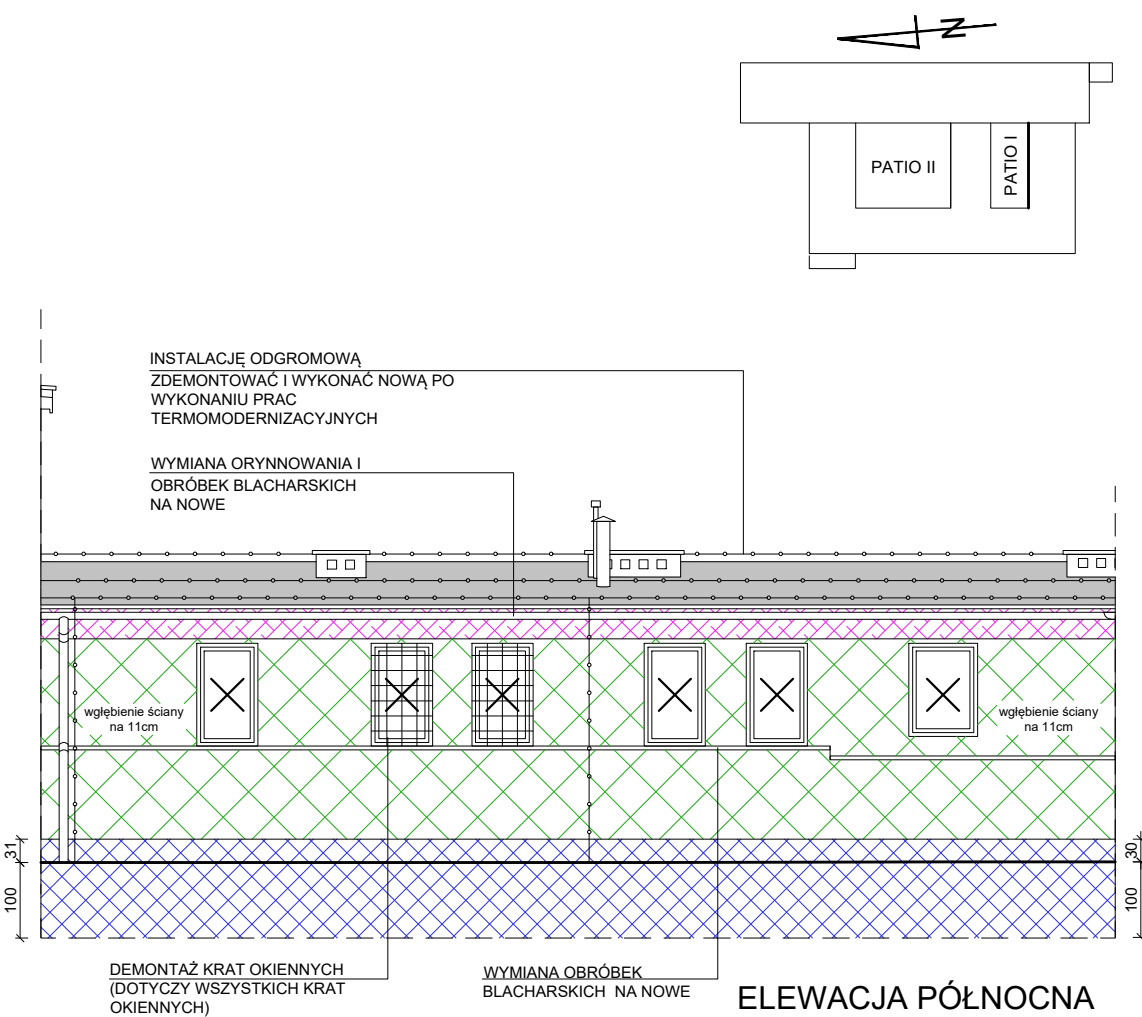 N
PATIO II
PATIO I
INSTALACJĘ ODGROMOWĄ
ZDEMONTOWAĆ I WYKONAĆ NOWĄ PO
WYKONANIU PRAC
TERMOMODERNIZACYJNYCH
WYMIANA ORYNNOWANIA I
OBRÓBEK BLACHARSKICH
NA NOWE
wgłębienie ściany
na 11cm
wgłębienie ściany
na 11cm
31
100
30
100
DEMONTAŻ KRAT OKIENNYCH
(DOTYCZY WSZYSTKICH KRAT
OKIENNYCH)
WYMIANA OBRÓBEK
BLACHARSKICH NA NOWE
ELEWACJA PÓŁNOCNA